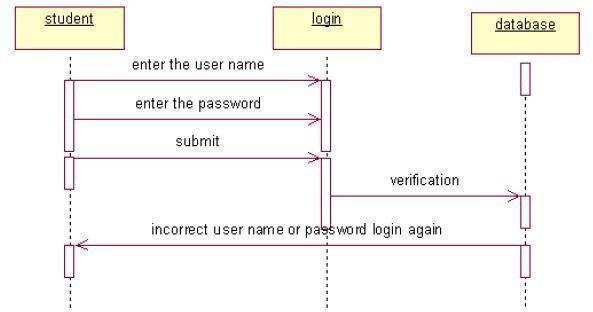 student
login
database
enter the user name
enter the password
submit
verification
incorrect user name or password login again